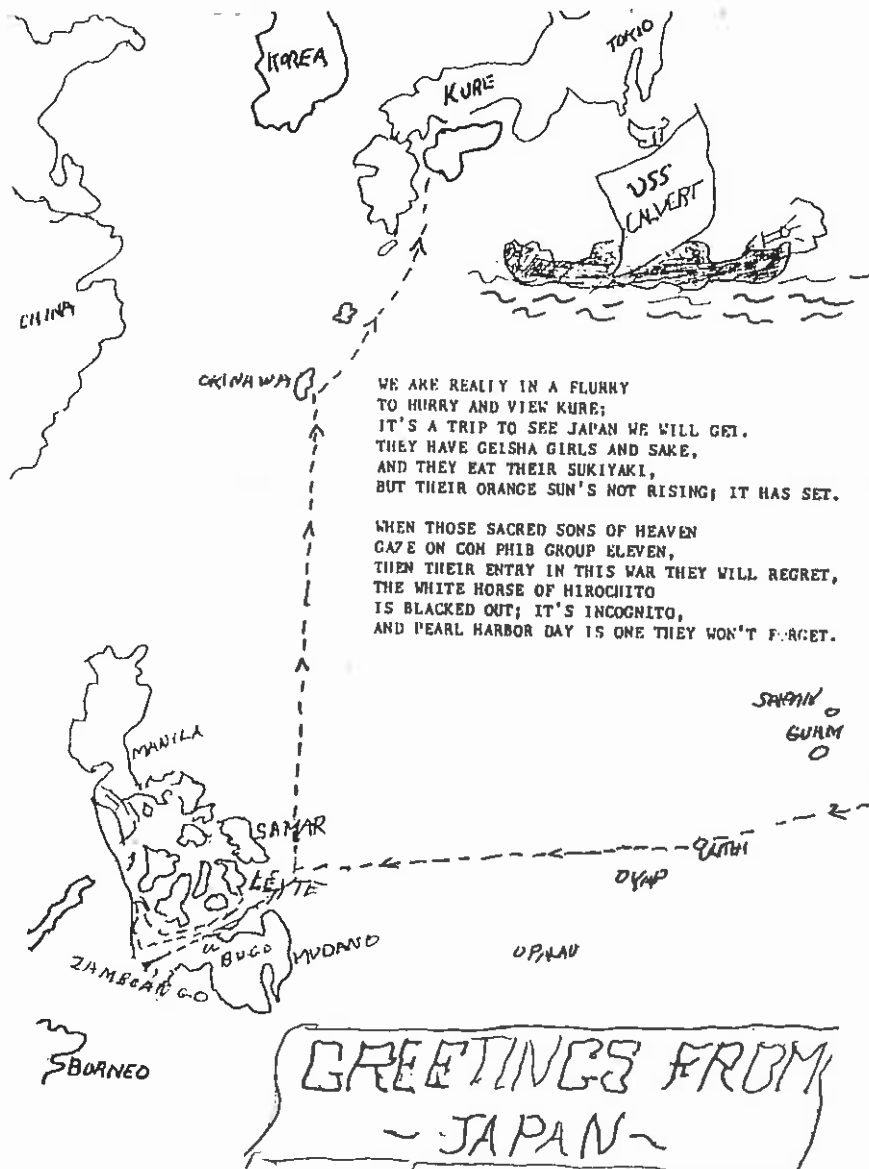 KOREA
TOKIO
KURE
USS
CALVERT
CHINA
OKINAWA
WE ARE REALLY IN A FLURRY
TO HURRY AND VIEW KURE;
IT'S A TRIP TO SEE JAPAN WE WILL GET.
THEY HAVE GEISHA GIRLS AND SAKE,
AND THEY EAT THEIR SUKIYAKI,
BUT THEIR ORANGE SUN'S NOT RISING; IT HAS SET.
WHEN THOSE SACRED SONS OF HEAVEN
GAZE ON COM PHIB GROUP ELEVEN,
THEN THEIR ENTRY IN THIS WAR THEY WILL REGRET,
THE WHITE HORSE OF HIROCHITO
IS BLACKED OUT; IT'S INCOGNITO,
AND PEARL HARBOR DAY IS ONE THEY WON'T FORGET.
SAIPAN
GUAM
MANILA
SAMAR
LEYTE
BUGO
MUDANO
ZAMBOANGO
BORNEO
GREETINGS FROM
~ JAPAN ~